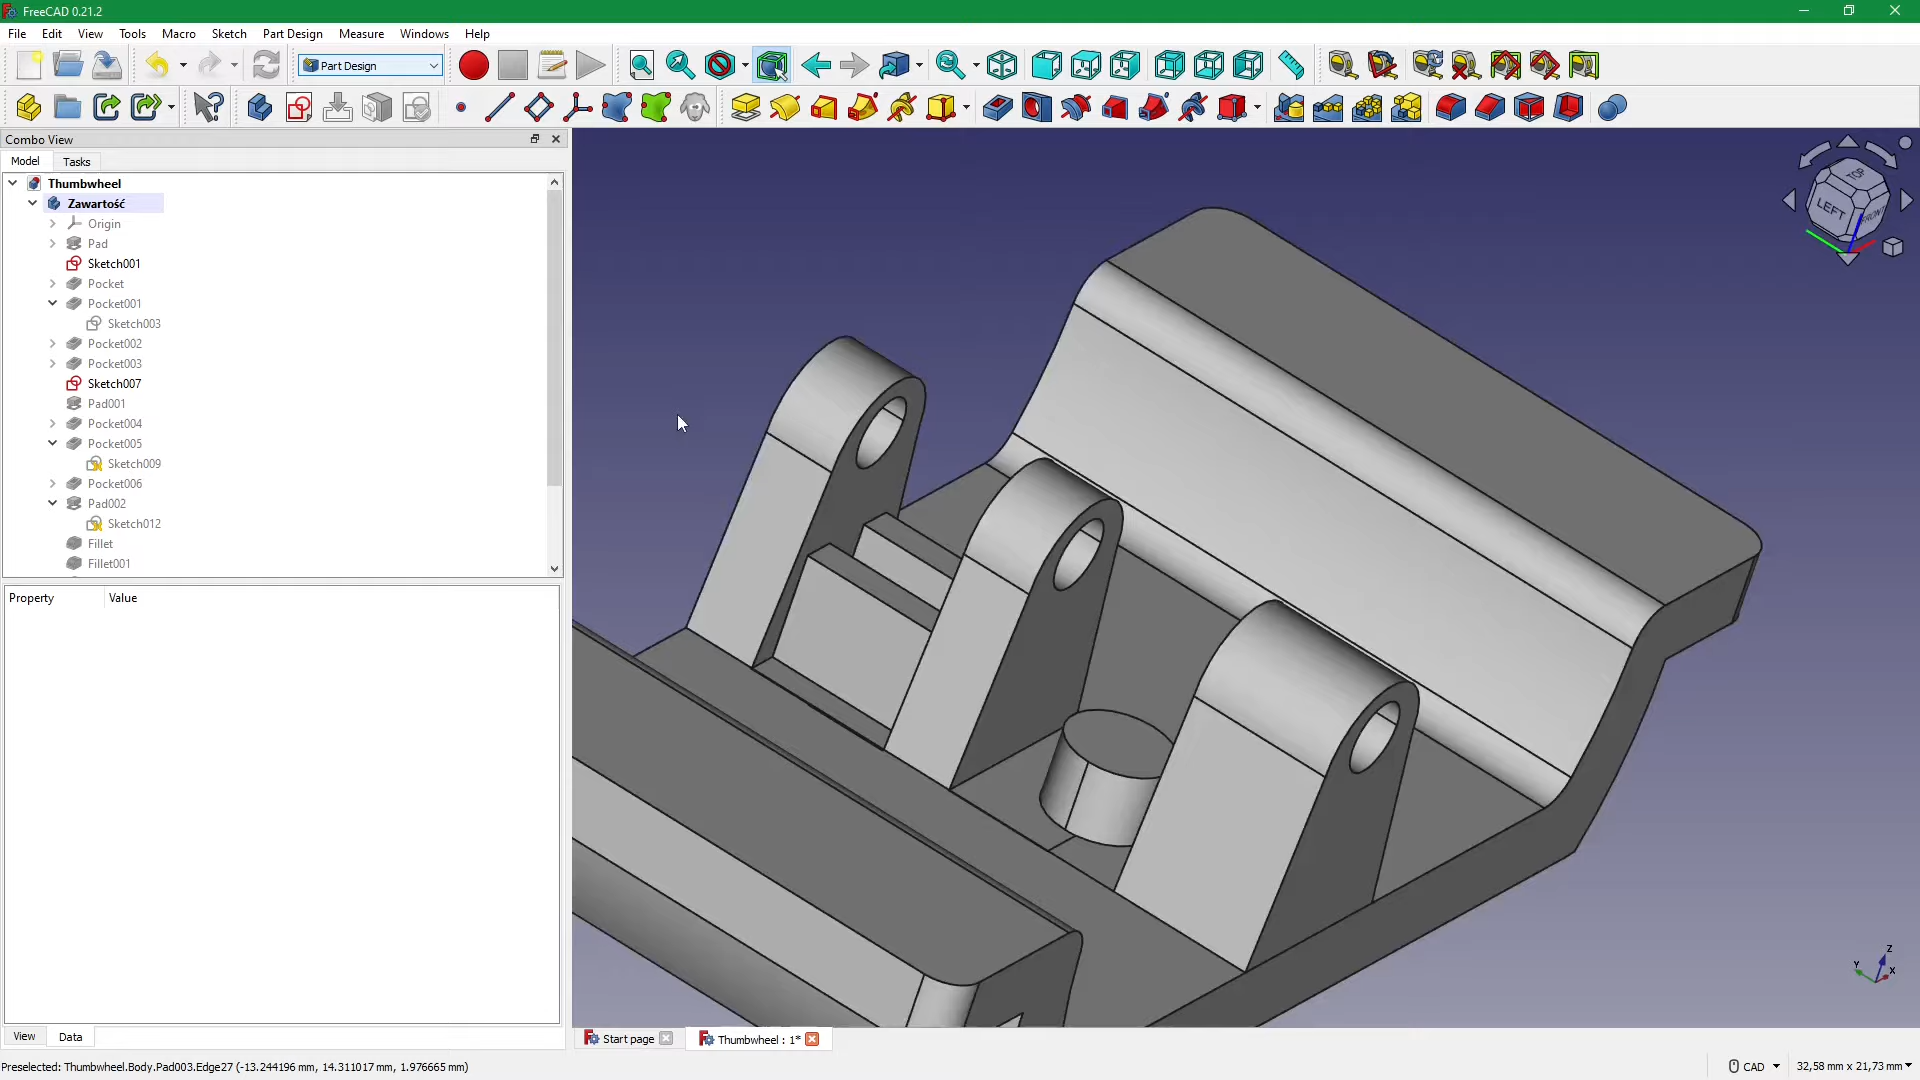 FreeCAD 0.21.2
File Edit View Tools Macro Sketch Part Design Measure Windows Help
Part Design
Combo View
Model Tasks
Thumbwheel
Zawartość
Origin
Pad
Sketch001
Pocket
Pocket001
Sketch003
Pocket002
Pocket003
Sketch007
Pad001
Pocket004
Pocket005
Sketch009
Pocket006
Pad002
Sketch012
Fillet
Fillet001
Property Value
View Data
TOP
LEFT
FRONT
Z
Y
X
Start page
Thumbwheel : 1*
Preselected: Thumbwheel.Body.Pad003.Edge27 (-13.244196 mm, 14.311017 mm, 1.976665 mm)
CAD
32,58 mm x 21,73 mm